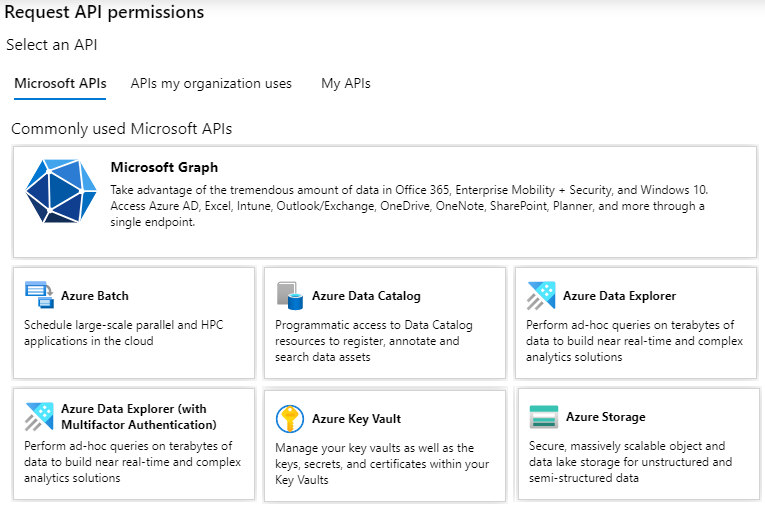 Request API permissions
Select an API
Microsoft APIs APIs my organization uses My APIs
Commonly used Microsoft APIs
Microsoft Graph
Take advantage of the tremendous amount of data in Office 365, Enterprise Mobility + Security, and Windows 10.
Access Azure AD, Excel, Intune, Outlook/Exchange, OneDrive, OneNote, SharePoint, Planner, and more through a
single endpoint.
Azure Batch
Schedule large-scale parallel and HPC
applications in the cloud
Azure Data Catalog
Programmatic access to Data Catalog
resources to register, annotate and
search data assets
Azure Data Explorer
Perform ad-hoc queries on terabytes of
data to build near real-time and complex
analytics solutions
Azure Data Explorer (with
Multifactor Authentication)
Perform ad-hoc queries on terabytes of
data to build near real-time and complex
analytics solutions
Azure Key Vault
Manage your key vaults as well as the
keys, secrets, and certificates within your
Key Vaults
Azure Storage
Secure, massively scalable object and
data lake storage for unstructured and
semi-structured data